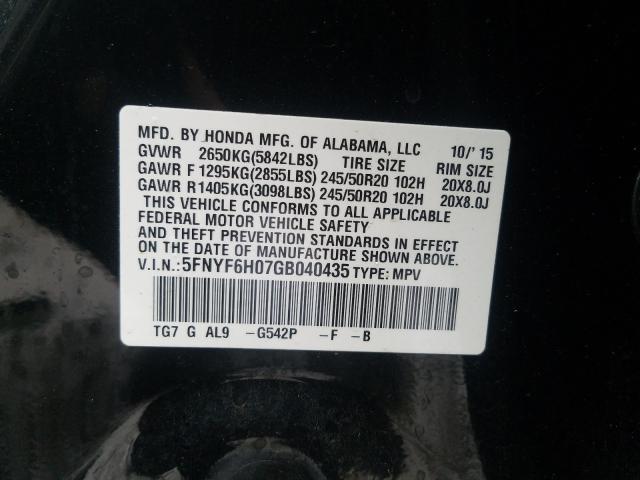 MFD. BY HONDA MFG. OF ALABAMA, LLC 10/' 15
GVWR 2650KG(5842LBS) TIRE SIZE RIM SIZE
GAWR F 1295KG(2855LBS) 245/50R20 102H 20X8.0J
GAWR R 1405KG(3098LBS) 245/50R20 102H 20X8.0J
THIS VEHICLE CONFORMS TO ALL APPLICABLE
FEDERAL MOTOR VEHICLE SAFETY
AND THEFT PREVENTION STANDARDS IN EFFECT
ON THE DATE OF MANUFACTURE SHOWN ABOVE.
V.I.N.: 5FNYF6H07GB040435 TYPE: MPV
TG7 G AL9 -G542P -F -B